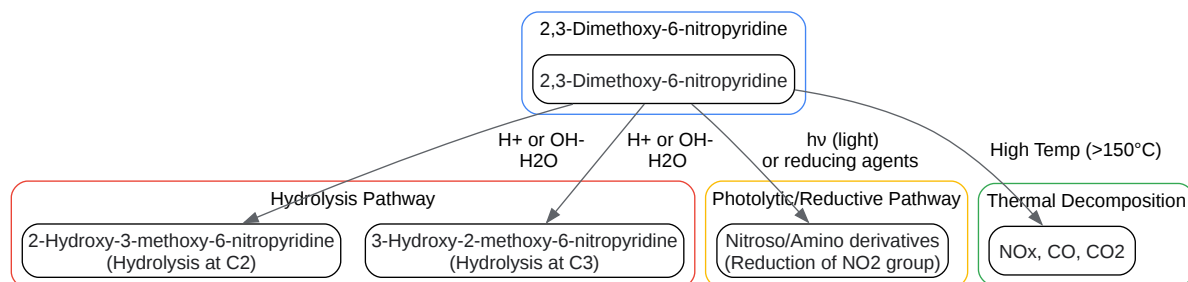 2,3-Dimethoxy-6-nitropyridine
2,3-Dimethoxy-6-nitropyridine
H+ or OH-
H2O
H+ or OH-
H2O
hν (light)
or reducing agents
High Temp (>150°C)
Hydrolysis Pathway
2-Hydroxy-3-methoxy-6-nitropyridine
(Hydrolysis at C2)
3-Hydroxy-2-methoxy-6-nitropyridine
(Hydrolysis at C3)
Photolytic/Reductive Pathway
Nitroso/Amino derivatives
(Reduction of NO2 group)
Thermal Decomposition
NOx, CO, CO2